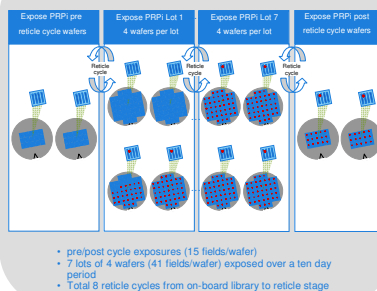 Expose PRPi pre
reticle cycle wafers
Expose PRPi Lot 1
4 wafers per lot
Expose PRPi Lot 7
4 wafers per lot
Expose PRPi post
reticle cycle wafers
Reticle
cycle
Reticle
cycle
Reticle
cycle
• pre/post cycle exposures (15 fields/wafer)
• 7 lots of 4 wafers (41 fields/wafer) exposed over a ten day
period
• Total 8 reticle cycles from on-board library to reticle stage